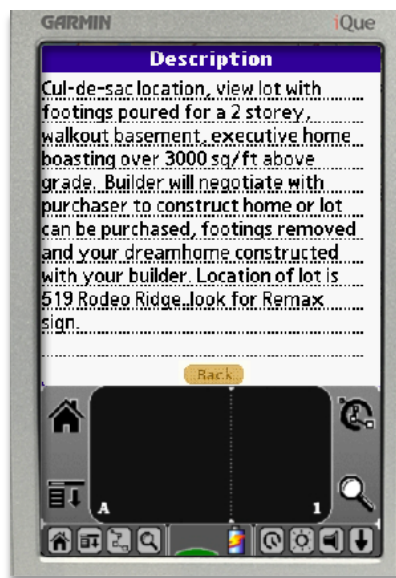 GARMIN iQue
Description
Cul-de-sac location, view lot with
footings poured for a 2 storey,
walkout basement, executive home
boasting over 3000 sq/ft above
grade. Builder will negotiate with
purchaser to construct home or lot
can be purchased, footings removed
and your dreamhome constructed
with your builder. Location of lot is
519 Rodeo Ridge..look for Remax
sign.
Back
A 1